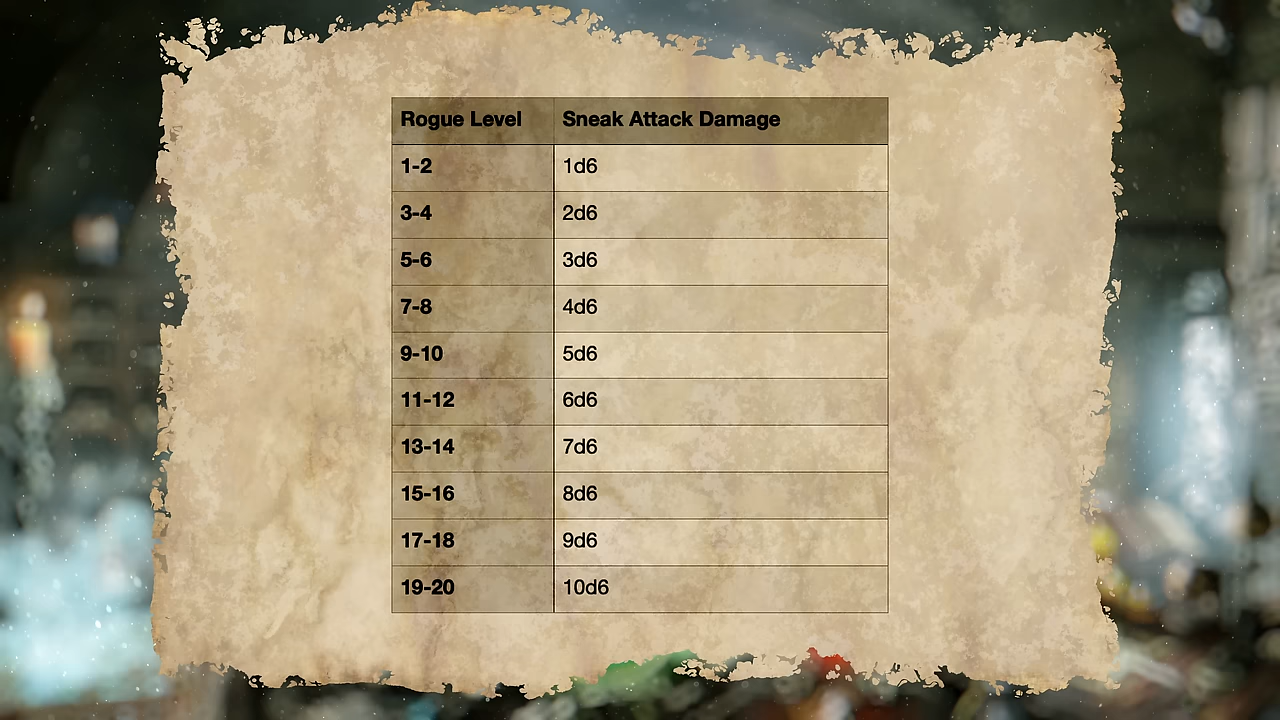 Rogue Level Sneak Attack Damage
1-2 1d6
3-4 2d6
5-6 3d6
7-8 4d6
9-10 5d6
11-12 6d6
13-14 7d6
15-16 8d6
17-18 9d6
19-20 10d6